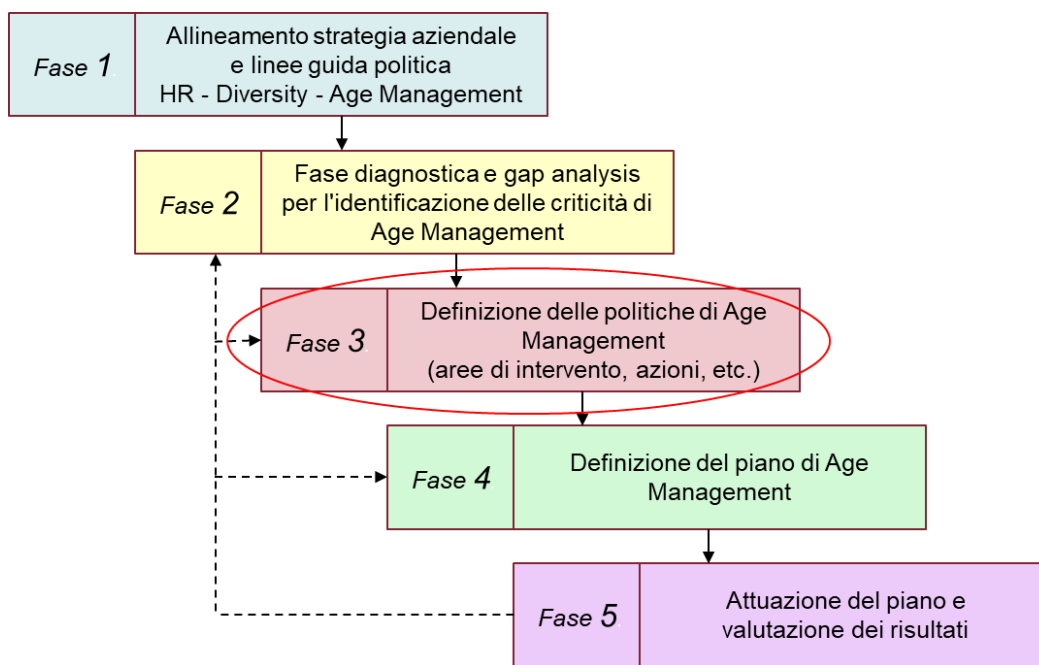 Fase 1.
Allineamento strategia aziendale
e linee guida politica
HR - Diversity - Age Management
Fase 2
Fase diagnostica e gap analysis
per l'identificazione delle criticità di
Age Management
Fase 3.
Definizione delle politiche di Age
Management
(aree di intervento, azioni, etc.)
Fase 4
Definizione del piano di Age
Management
Fase 5.
Attuazione del piano e
valutazione dei risultati